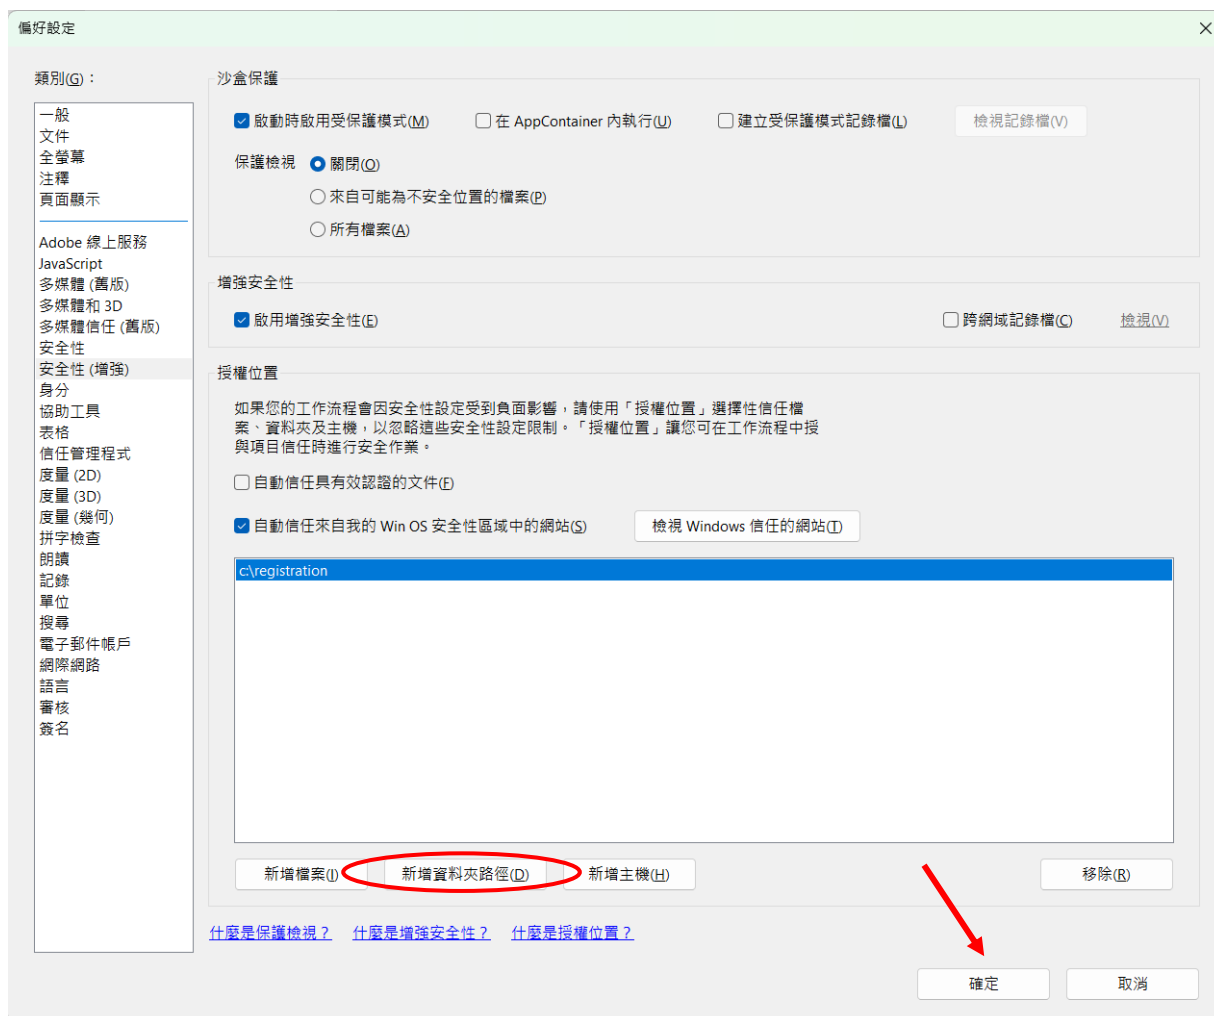 偏好設定
類別(G)：
一般
文件
全螢幕
注釋
頁面顯示
Adobe 線上服務
JavaScript
多媒體 (舊版)
多媒體和 3D
多媒體信任 (舊版)
安全性
安全性 (增強)
身分
協助工具
表格
信任管理程式
度量 (2D)
度量 (3D)
度量 (幾何)
拼字檢查
朗讀
記錄
單位
搜尋
電子郵件帳戶
網際網路
語言
審核
簽名
沙盒保護
啟動時啟用受保護模式(M)
在 AppContainer 內執行(U)
建立受保護模式記錄檔(L)
檢視記錄檔(V)
保護檢視
關閉(O)
來自可能為不安全位置的檔案(P)
所有檔案(A)
增強安全性
啟用增強安全性(E)
跨網域記錄檔(C)
檢視(V)
授權位置
如果您的工作流程會因安全性設定受到負面影響，請使用「授權位置」選擇性信任檔
案、資料夾及主機，以忽略這些安全性設定限制。「授權位置」讓您可在工作流程中授
與項目信任時進行安全作業。
自動信任具有效認證的文件(F)
自動信任來自我的 Win OS 安全性區域中的網站(S)
檢視 Windows 信任的網站(T)
c:\registration
新增檔案(I)
新增資料夾路徑(D)
新增主機(H)
移除(R)
什麼是保護檢視？
什麼是增強安全性？
什麼是授權位置？
確定
取消